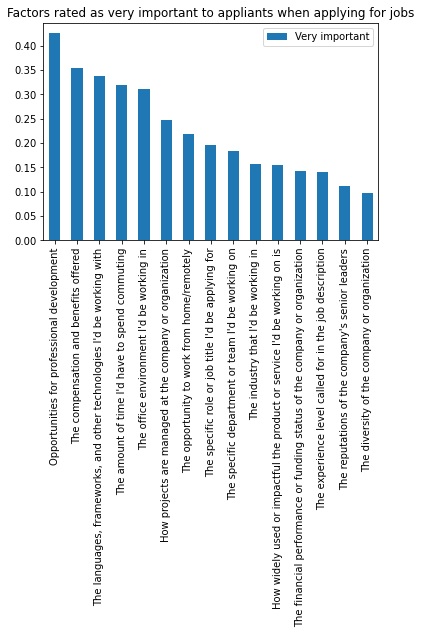 Factors rated as very important to appliants when applying for jobs
Very important
0.40
0.35
0.30
0.25
0.20
0.15
0.10
0.05
0.00
Opportunities for professional development
The compensation and benefits offered
The languages, frameworks, and other technologies I'd be working with
The amount of time I'd have to spend commuting
The office environment I'd be working in
How projects are managed at the company or organization
The opportunity to work from home/remotely
The specific role or job title I'd be applying for
The specific department or team I'd be working on
The industry that I'd be working in
How widely used or impactful the product or service I'd be working on is
The financial performance or funding status of the company or organization
The experience level called for in the job description
The reputations of the company's senior leaders
The diversity of the company or organization